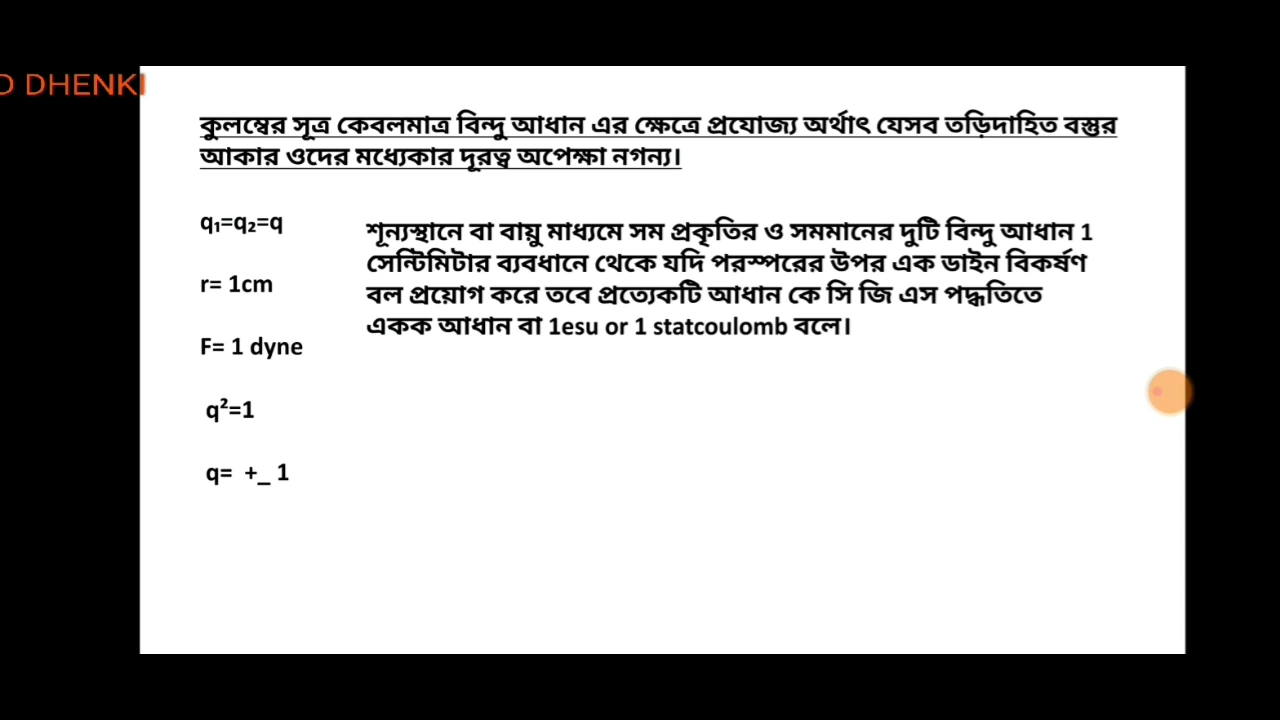 D DHENKI
কুলম্বের সূত্র কেবলমাত্র বিন্দু আধান এর ক্ষেত্রে প্রযোজ্য অর্থাৎ যেসব তড়িদাহিত বস্তুর
আকার ওদের মধ্যেকার দূরত্ব অপেক্ষা নগন্য।
q₁=q₂=q
শূন্যস্থানে বা বায়ু মাধ্যমে সম প্রকৃতির ও সমমানের দুটি বিন্দু আধান 1
সেন্টিমিটার ব্যবধানে থেকে যদি পরস্পরের উপর এক ডাইন বিকর্ষণ
বল প্রয়োগ করে তবে প্রত্যেকটি আধান কে সি জি এস পদ্ধতিতে
একক আধান বা 1esu or 1 statcoulomb বলে।
r= 1cm
F= 1 dyne
q²=1
q= +_ 1